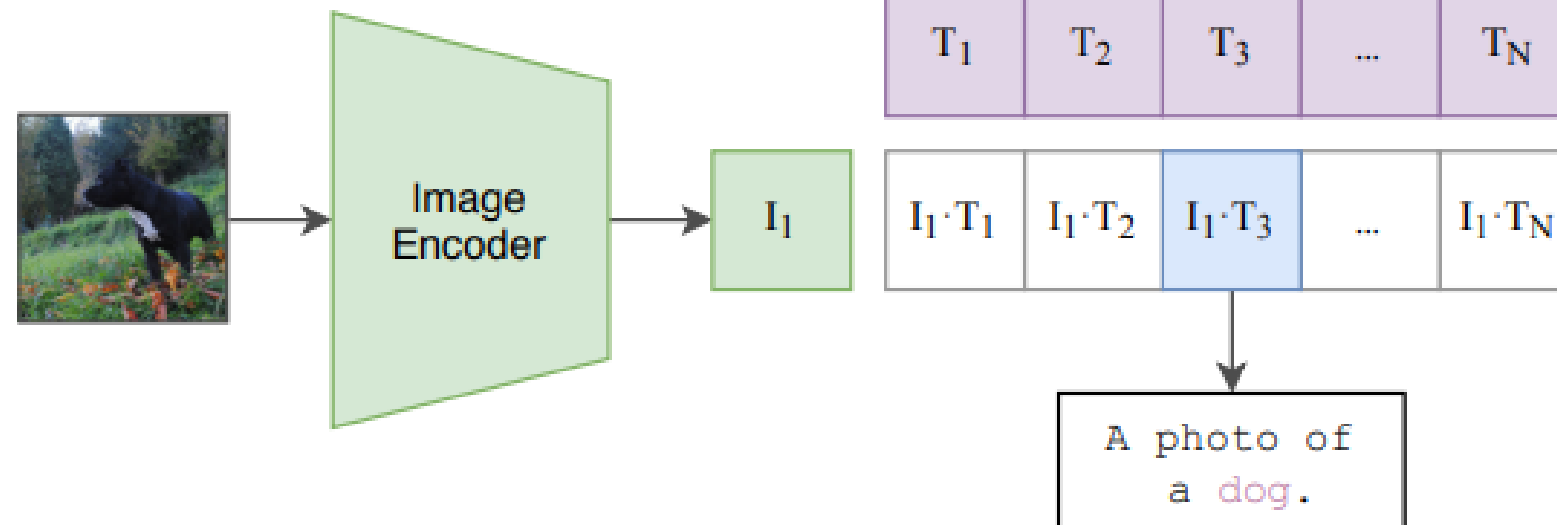 T₁ T₂ T₃ ... T_N
Image
Encoder
I₁
I₁·T₁ I₁·T₂ I₁·T₃ ... I₁·T_N
A photo of
a dog.